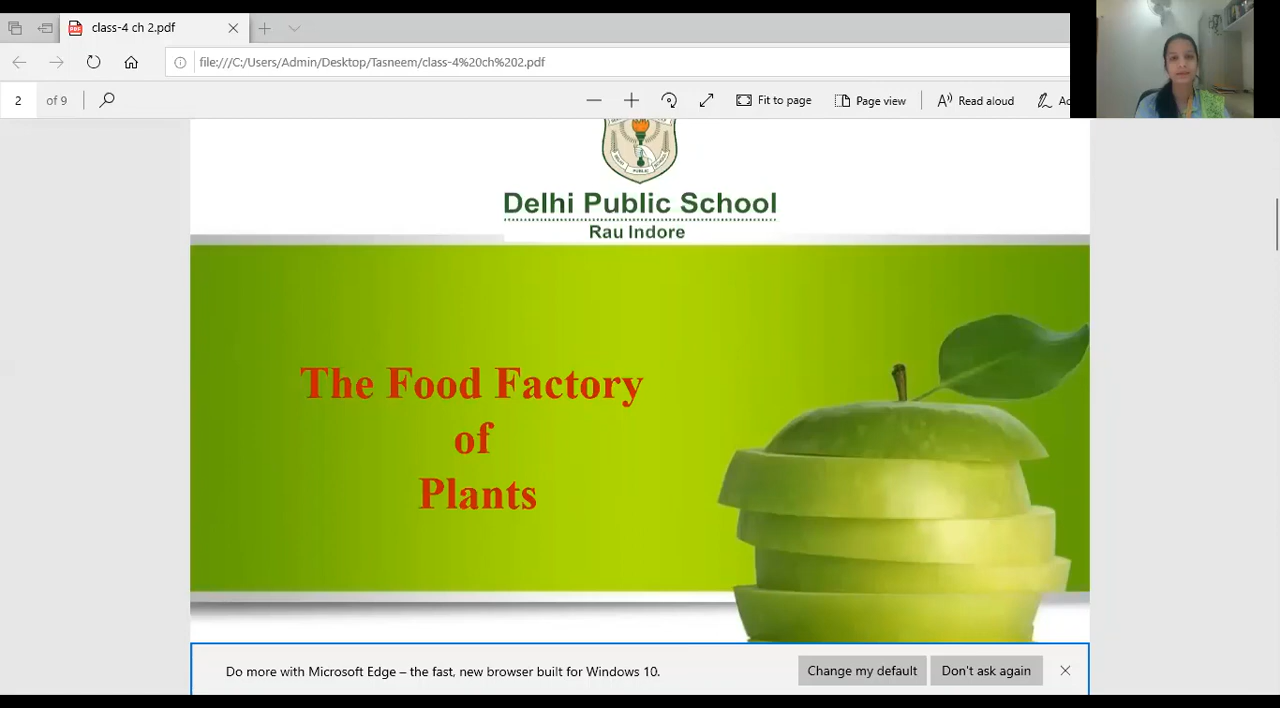 class-4 ch 2.pdf
file:///C:/Users/Admin/Desktop/Tasneem/class-4%20ch%202.pdf
2 of 9
Fit to page
Page view
Read aloud
PUBLIC
Delhi Public School
Rau Indore
The Food Factory
of
Plants
Do more with Microsoft Edge – the fast, new browser built for Windows 10.
Change my default
Don't ask again